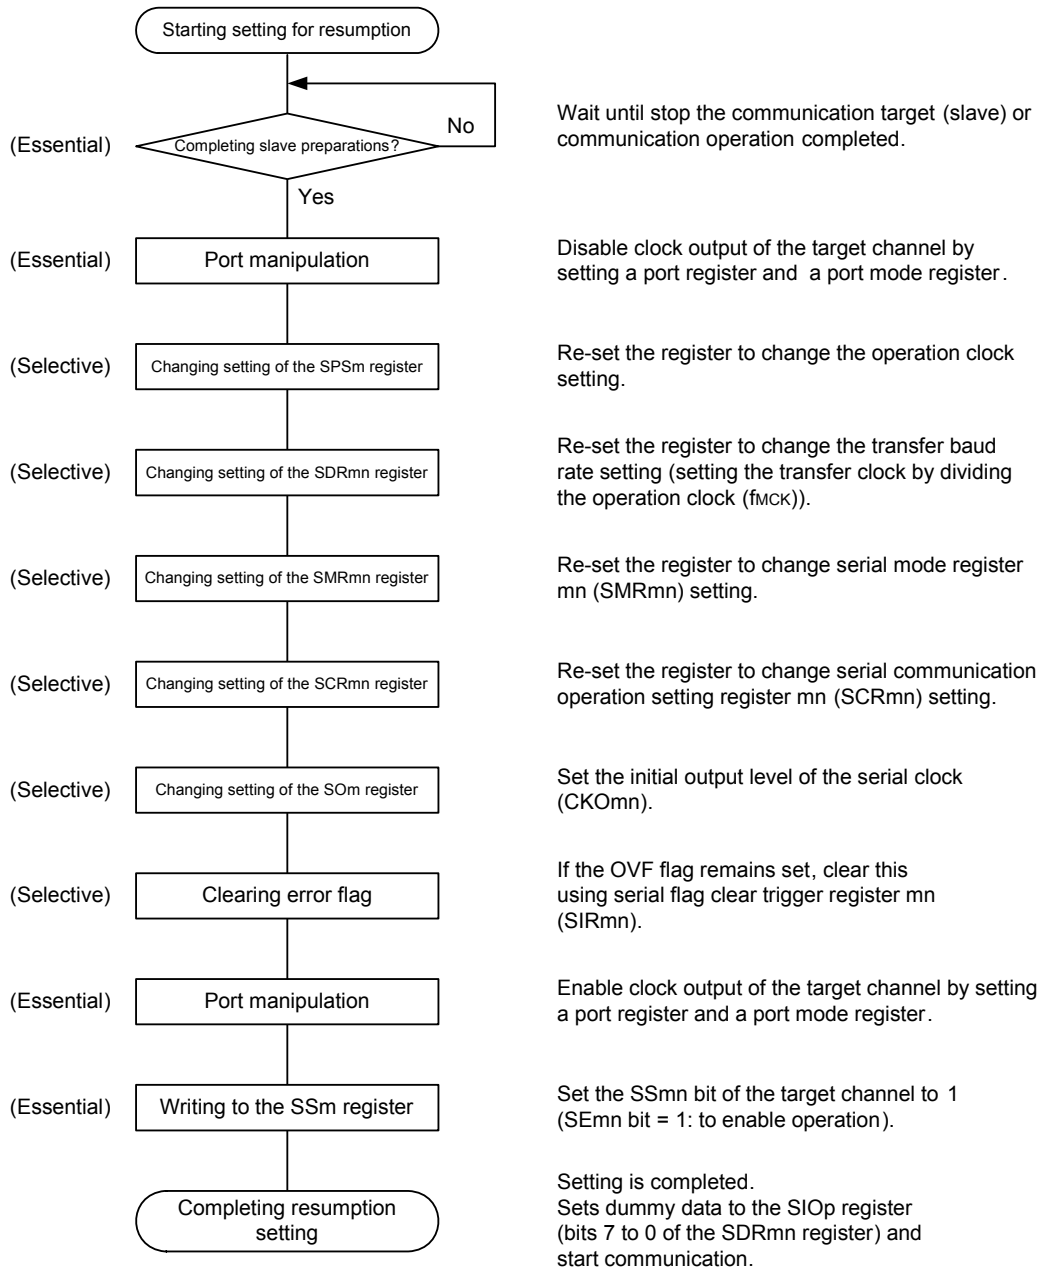 Starting setting for resumption
No
(Essential)
Completing slave preparations?
Wait until stop the communication target (slave) or
communication operation completed.
Yes
(Essential)
Port manipulation
Disable clock output of the target channel by
setting a port register and a port mode register.
(Selective)
Changing setting of the SPSm register
Re-set the register to change the operation clock
setting.
(Selective)
Changing setting of the SDRmn register
Re-set the register to change the transfer baud
rate setting (setting the transfer clock by dividing
the operation clock (fMCK)).
(Selective)
Changing setting of the SMRmn register
Re-set the register to change serial mode register
mn (SMRmn) setting.
(Selective)
Changing setting of the SCRmn register
Re-set the register to change serial communication
operation setting register mn (SCRmn) setting.
(Selective)
Changing setting of the SOm register
Set the initial output level of the serial clock
(CKOmn).
(Selective)
Clearing error flag
If the OVF flag remains set, clear this
using serial flag clear trigger register mn
(SIRmn).
(Essential)
Port manipulation
Enable clock output of the target channel by setting
a port register and a port mode register.
(Essential)
Writing to the SSm register
Set the SSmn bit of the target channel to 1
(SEmn bit = 1: to enable operation).
Completing resumption
setting
Setting is completed.
Sets dummy data to the SIOp register
(bits 7 to 0 of the SDRmn register) and
start communication.